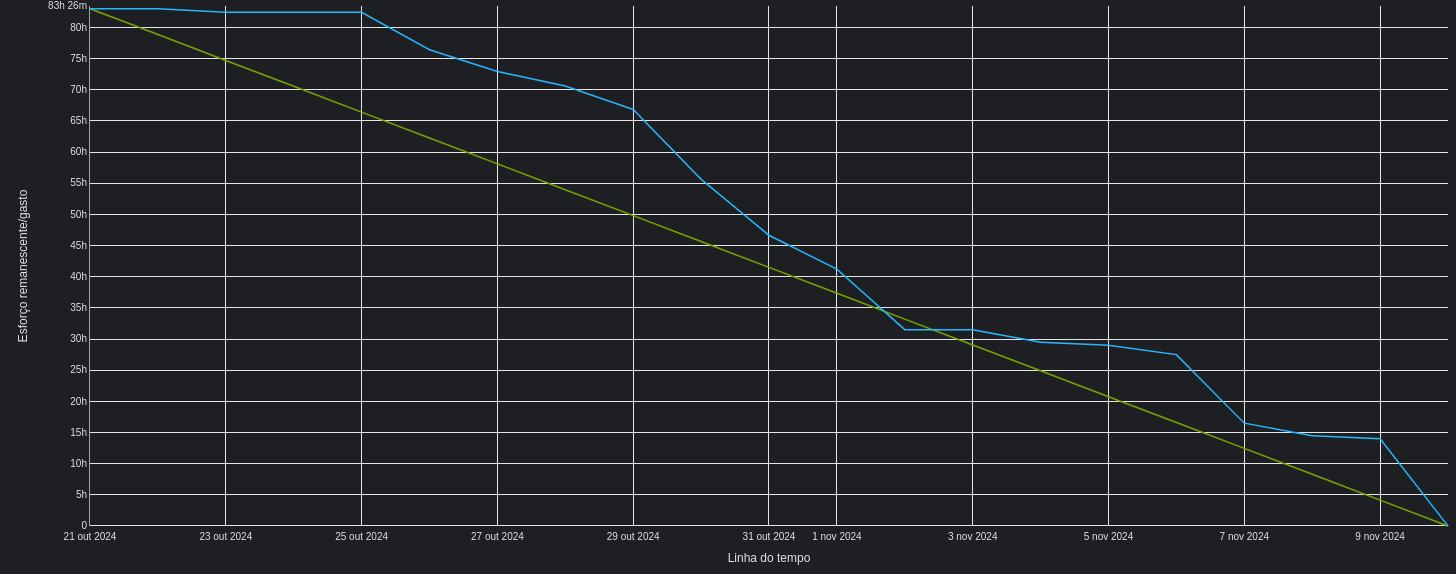 83h 26m
80h
75h
70h
65h
60h
55h
50h
45h
40h
35h
30h
25h
20h
15h
10h
5h
0
Esforço remanescente/gasto
21 out 2024 23 out 2024 25 out 2024 27 out 2024 29 out 2024 31 out 2024 1 nov 2024 3 nov 2024 5 nov 2024 7 nov 2024 9 nov 2024
Linha do tempo